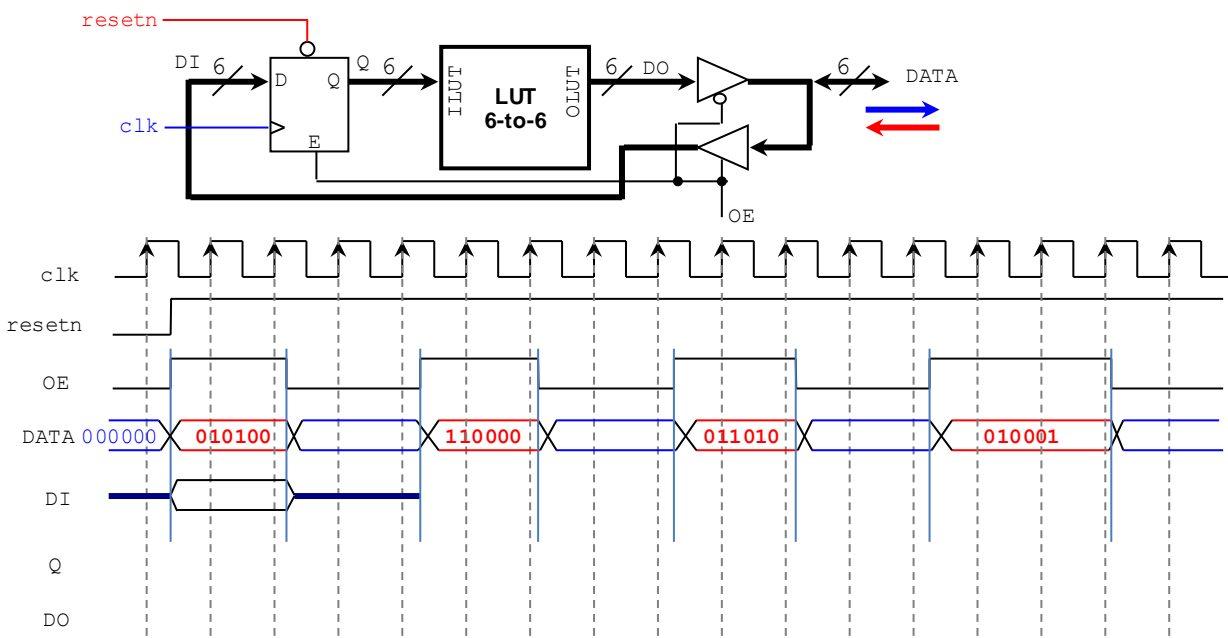 resetn
DI 6 Q 6 6 DO 6 DATA
D Q ILUT LUT OLUT
6-to-6
clk
E
OE
clk
resetn
OE
DATA 000000 010100 110000 011010 010001
DI
Q
DO